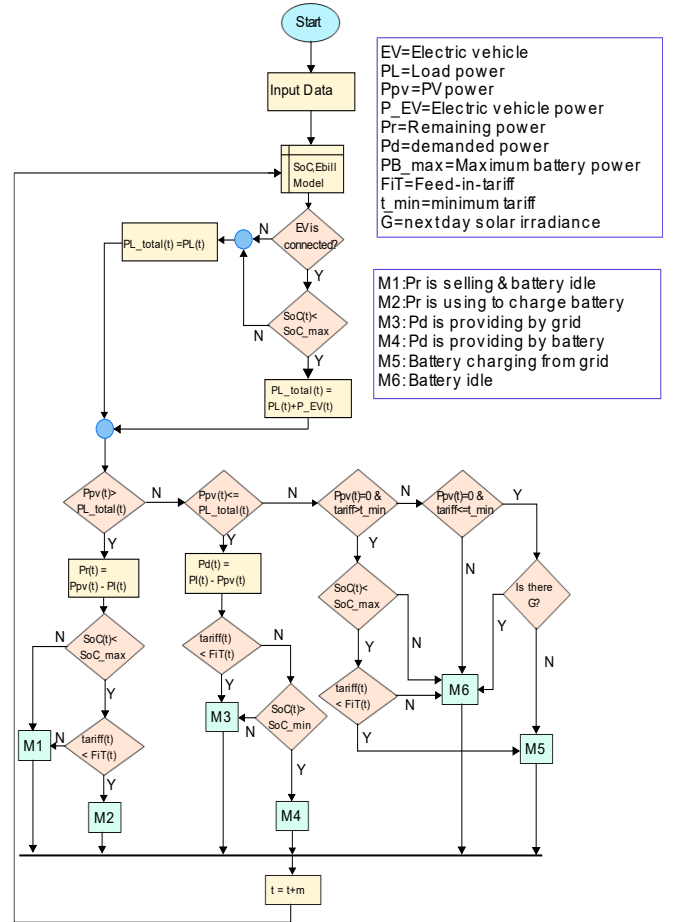 Start
Input Data
SoC,Ebill
Model
EV is
connected?
N
PL_total(t) =PL(t)
Y
SoC(t)<
SoC_max
N
Y
PL_total(t) =
PL(t)+P_EV(t)
EV=Electric vehicle
PL=Load power
Ppv=PV power
P_EV=Electric vehicle power
Pr=Remaining power
Pd=demanded power
PB_max=Maximum battery power
FiT=Feed-in-tariff
t_min=minimum tariff
G=nextday solar irradiance
M1:Pr is selling & battery idle
M2:Pr is using to charge battery
M3:Pd is providing by grid
M4:Pd is providing by battery
M5:Battery charging from grid
M6:Battery idle
Ppv(t)>
PL_total(t)
N
Y
Pr(t) =
Ppv(t) - Pl(t)
SoC(t)<
SoC_max
N
Y
M1
N
tariff(t)
< FiT(t)
Y
M2
Ppv(t)<=
PL_total(t)
N
Y
Pd(t) =
Pl(t) - Ppv(t)
tariff(t)
< FiT(t)
N
Y
M3
N
SoC(t)>
SoC_min
Y
M4
Ppv(t)=0 &
tariff>t_min
N
Y
SoC(t)<
SoC_max
N
Y
tariff(t)
< FiT(t)
N
Y
Ppv(t)=0 &
tariff<=t_min
Y
N
Is there
G?
Y
N
M6
M5
t = t+m